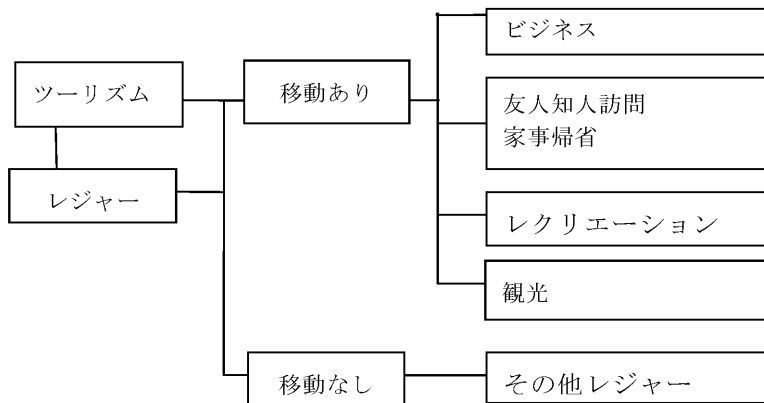 ビジネス
ツーリズム
移動あり
友人知人訪問
家事帰省
レジャー
レクリエーション
観光
移動なし
その他レジャー